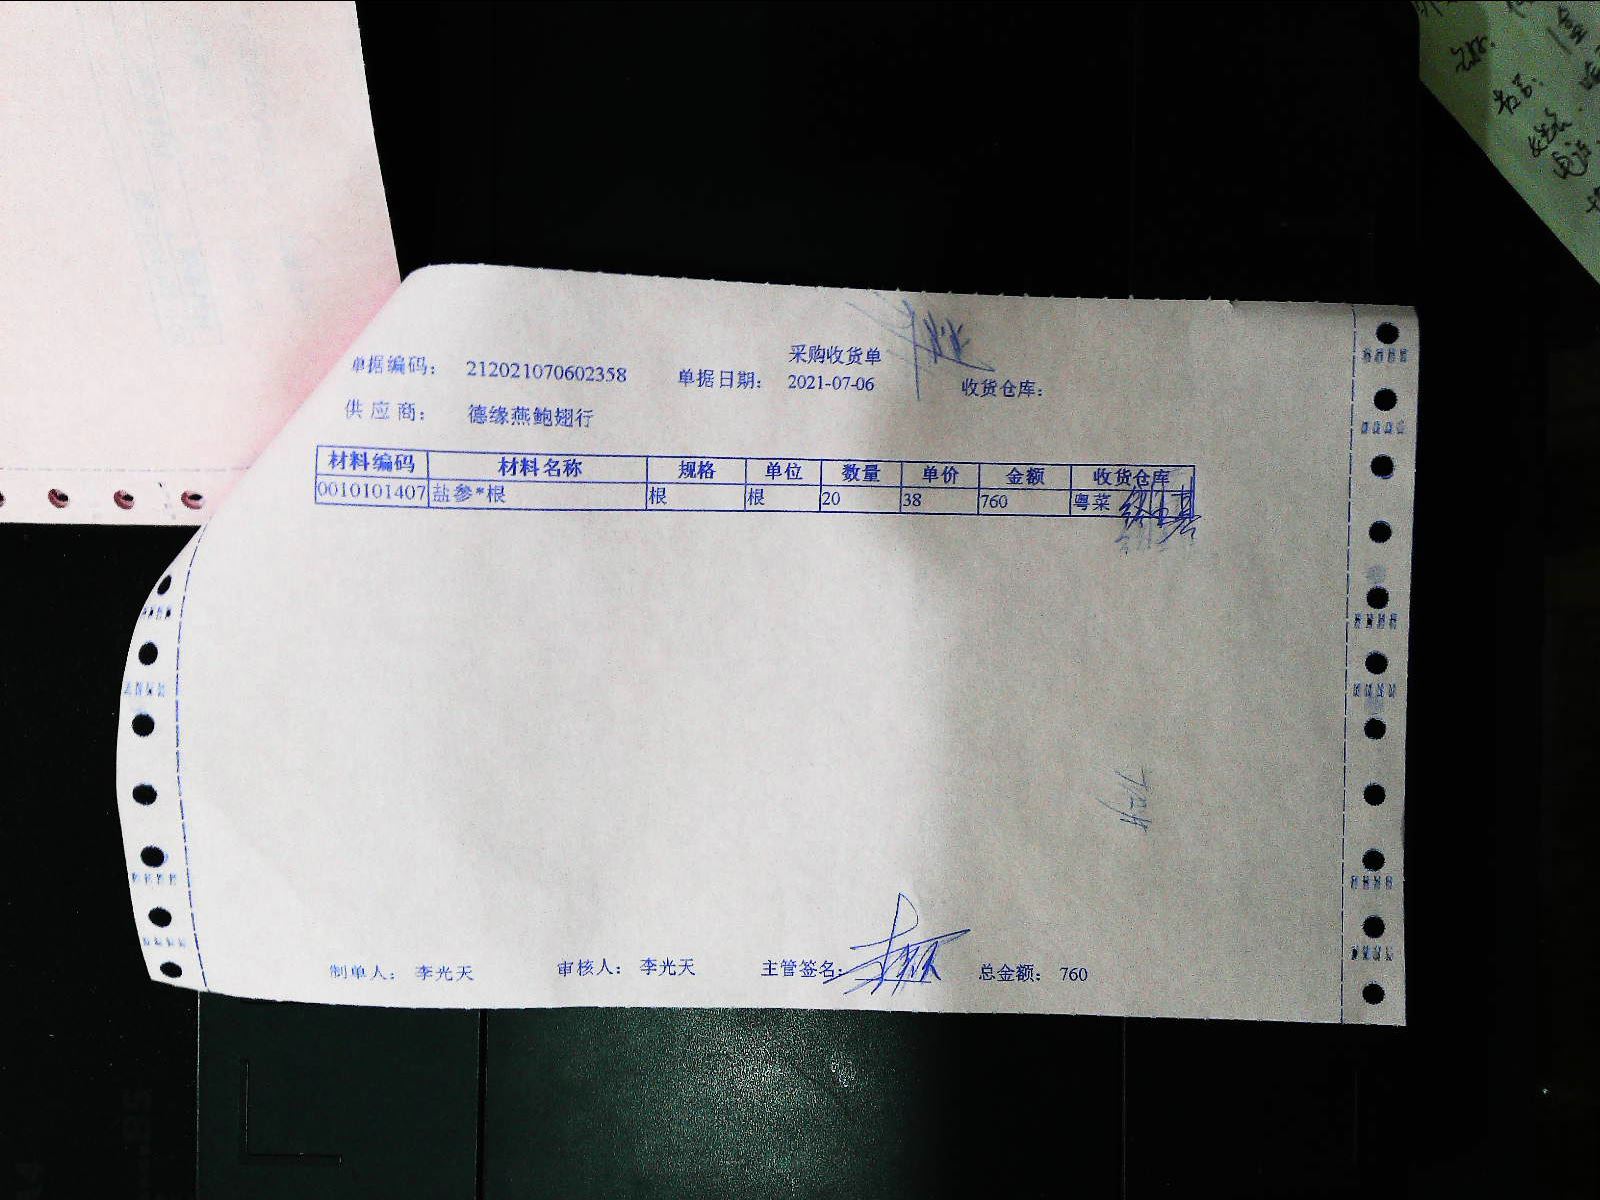 采购收货单
单据编码： 212021070602358 单据日期： 2021-07-06 收货仓库：
供应商： 德缘燕鲍翅行
材料编码 材料名称 规格 单位 数量 单价 金额 收货仓库
0010101407 盐参*根 根 根 20 38 760 粤菜
制单人： 李光天 审核人： 李光天 主管签名： 总金额： 760
电话